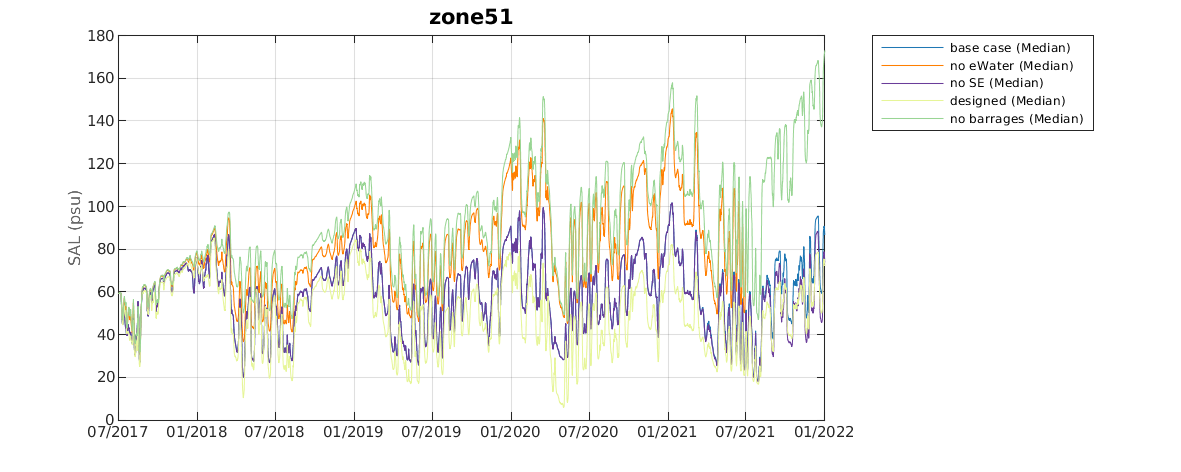 zone51
SAL (psu)
180
160
140
120
100
80
60
40
20
0
07/2017 01/2018 07/2018 01/2019 07/2019 01/2020 07/2020 01/2021 07/2021 01/2022
base case (Median)
no eWater (Median)
no SE (Median)
designed (Median)
no barrages (Median)